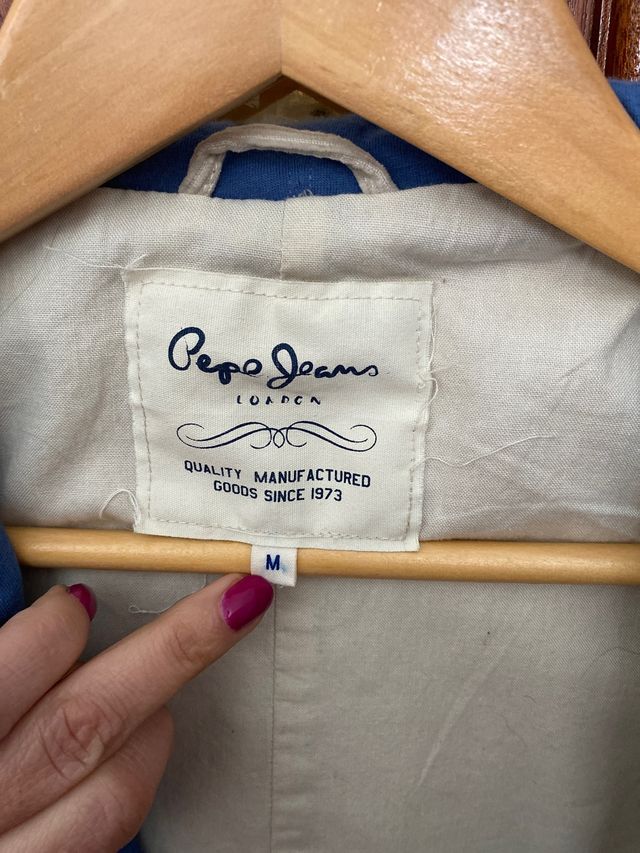 Pepe Jeans
LONDON
QUALITY MANUFACTURED
GOODS SINCE 1973
M